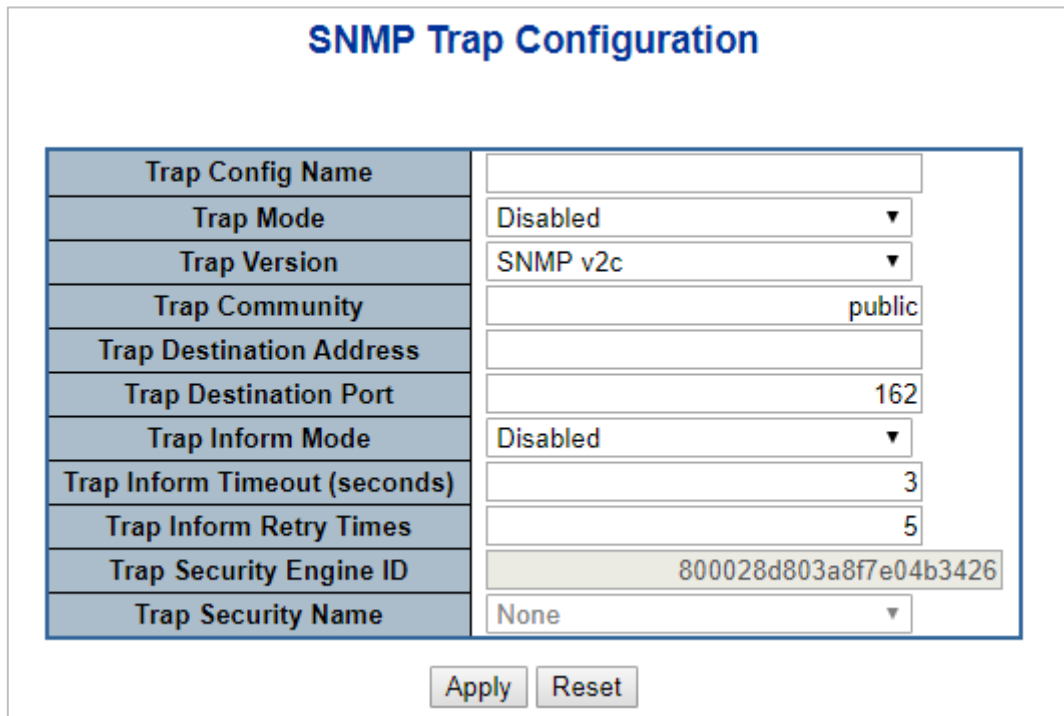 SNMP Trap Configuration
Trap Config Name
Trap Mode Disabled
Trap Version SNMP v2c
Trap Community public
Trap Destination Address
Trap Destination Port 162
Trap Inform Mode Disabled
Trap Inform Timeout (seconds) 3
Trap Inform Retry Times 5
Trap Security Engine ID 800028d803a8f7e04b3426
Trap Security Name None
Apply Reset